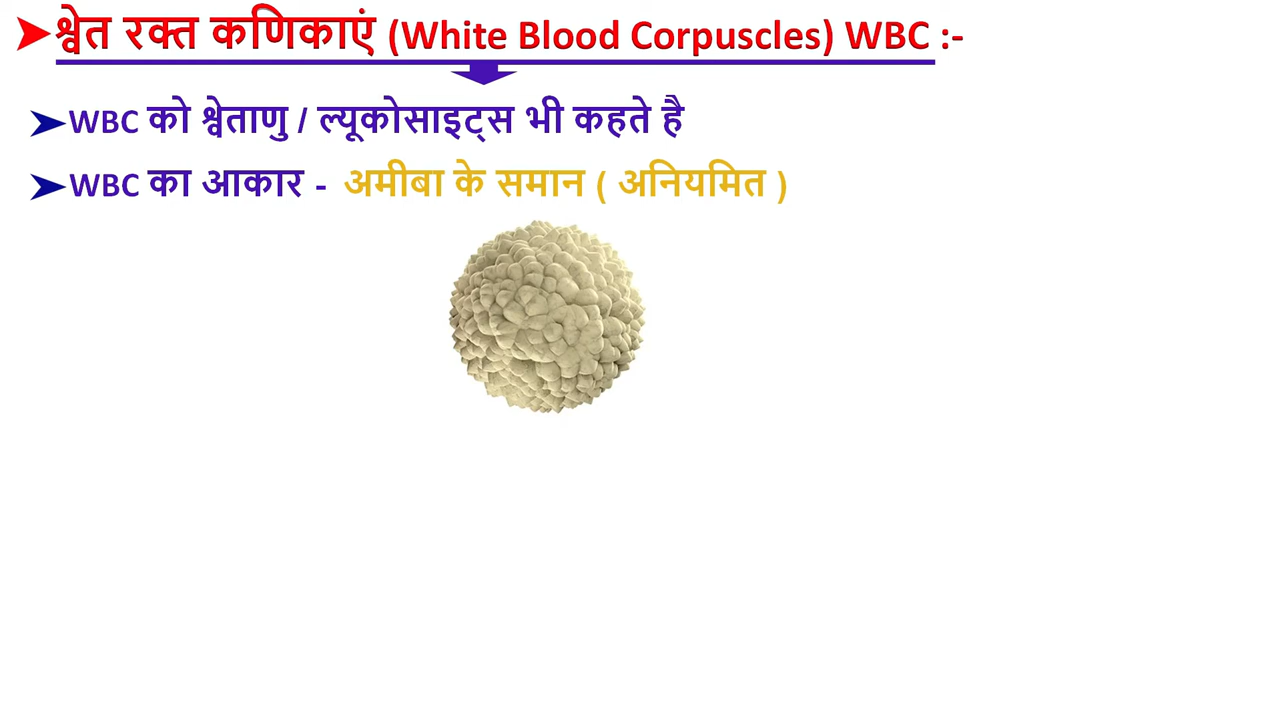 श्वेत रक्त कणिकाएं (White Blood Corpuscles) WBC :-
WBC को श्वेताणु / ल्यूकोसाइट्स भी कहते है
WBC का आकार - अमीबा के समान ( अनियमित )